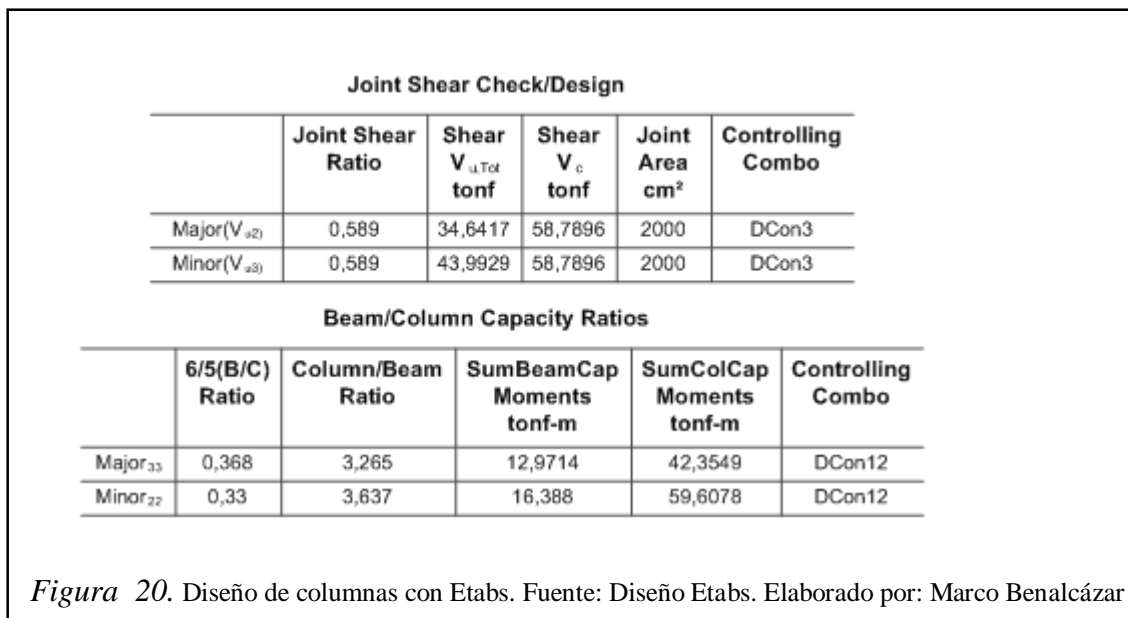 Joint Shear Check/Design
Joint Shear Ratio Shear V u,Tot tonf Shear V c tonf Joint Area cm² Controlling Combo
Major(V u2) 0,589 34,6417 58,7896 2000 DCon3
Minor(V u3) 0,589 43,9929 58,7896 2000 DCon3
Beam/Column Capacity Ratios
6/5(B/C) Ratio Column/Beam Ratio SumBeamCap Moments tonf-m SumColCap Moments tonf-m Controlling Combo
Major33 0,368 3,265 12,9714 42,3549 DCon12
Minor22 0,33 3,637 16,388 59,6078 DCon12
Figura 20. Diseño de columnas con Etabs. Fuente: Diseño Etabs. Elaborado por: Marco Benalcázar